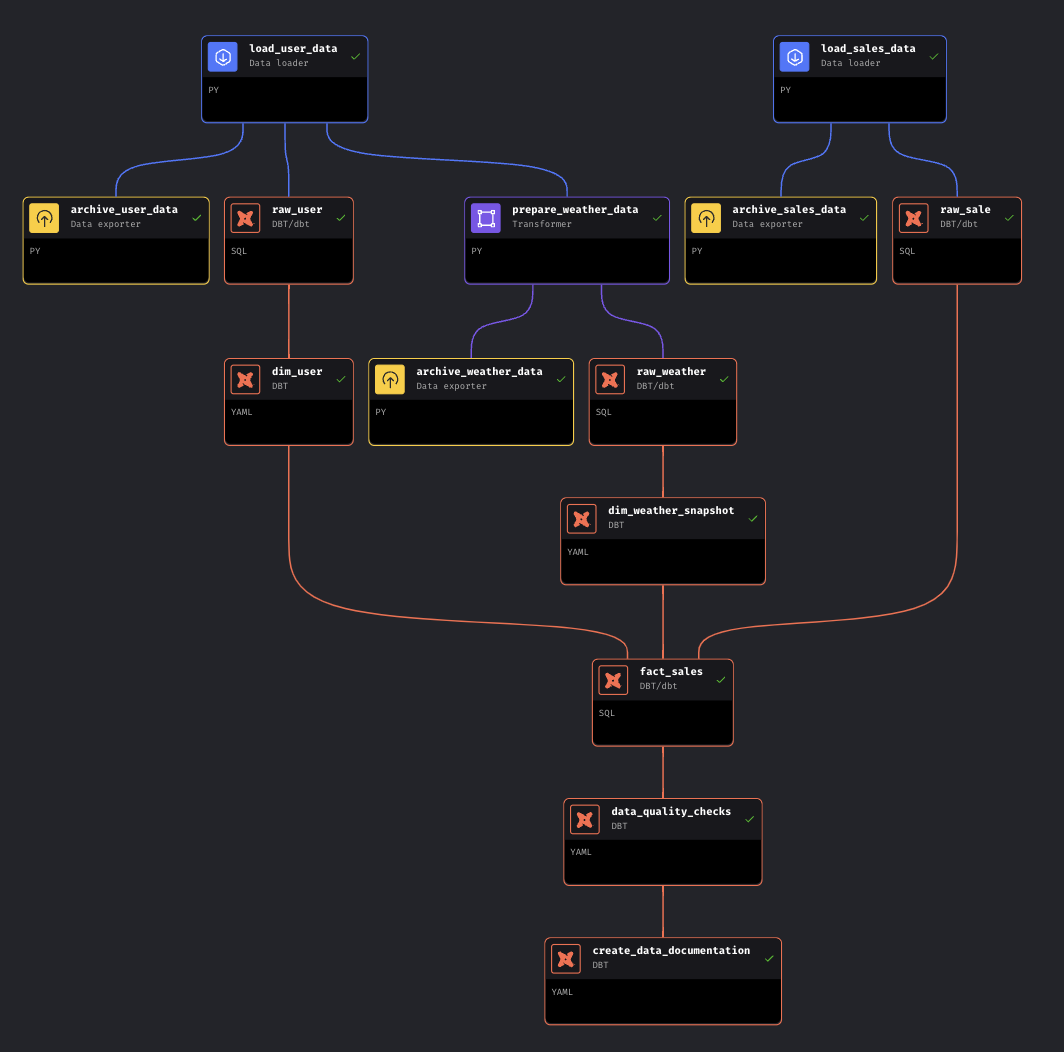 load_user_data
Data loader
PY
load_sales_data
Data loader
PY
archive_user_data
Data exporter
PY
raw_user
DBT/dbt
SQL
prepare_weather_data
Transformer
PY
archive_sales_data
Data exporter
PY
raw_sale
DBT/dbt
SQL
dim_user
DBT
YAML
archive_weather_data
Data exporter
PY
raw_weather
DBT/dbt
SQL
dim_weather_snapshot
DBT
YAML
fact_sales
DBT/dbt
SQL
data_quality_checks
DBT
YAML
create_data_documentation
DBT
YAML